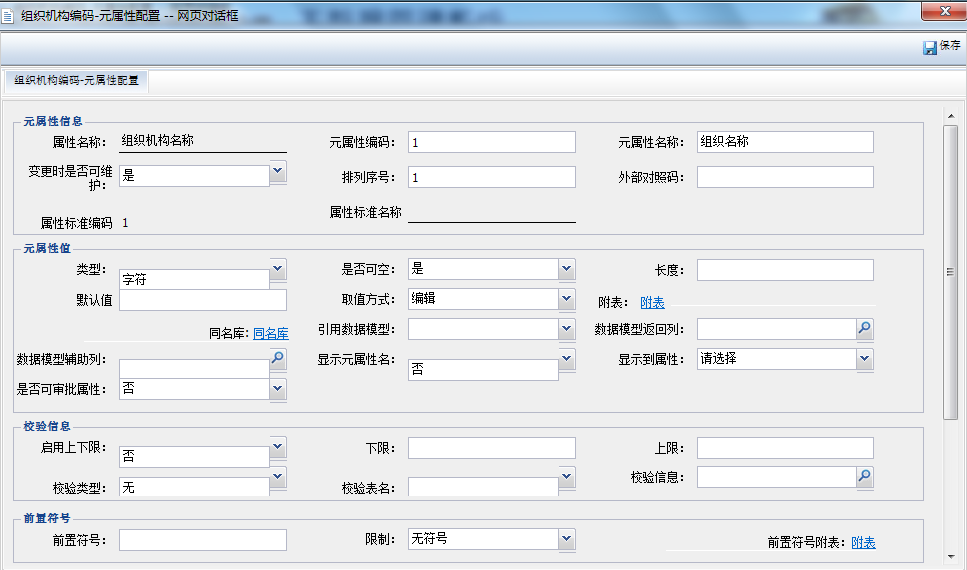 组织机构编码-元属性配置 -- 网页对话框
保存
组织机构编码-元属性配置
元属性信息
属性名称: 组织机构名称 元属性编码: 1 元属性名称: 组织名称
变更时是否可维护: 是 排列序号: 1 外部对照码:
属性标准编码 1 属性标准名称
元属性值
类型: 字符 是否可空: 是 长度:
默认值 取值方式: 编辑 附表: 附表
同名库: 同名库 引用数据模型: 数据模型返回列:
数据模型辅助列: 显示元属性名: 否 显示到属性: 请选择
是否可审批属性: 否
校验信息
启用上下限: 否 下限: 上限:
校验类型: 无 校验表名: 校验信息:
前置符号
前置符号: 限制: 无符号 前置符号附表: 附表